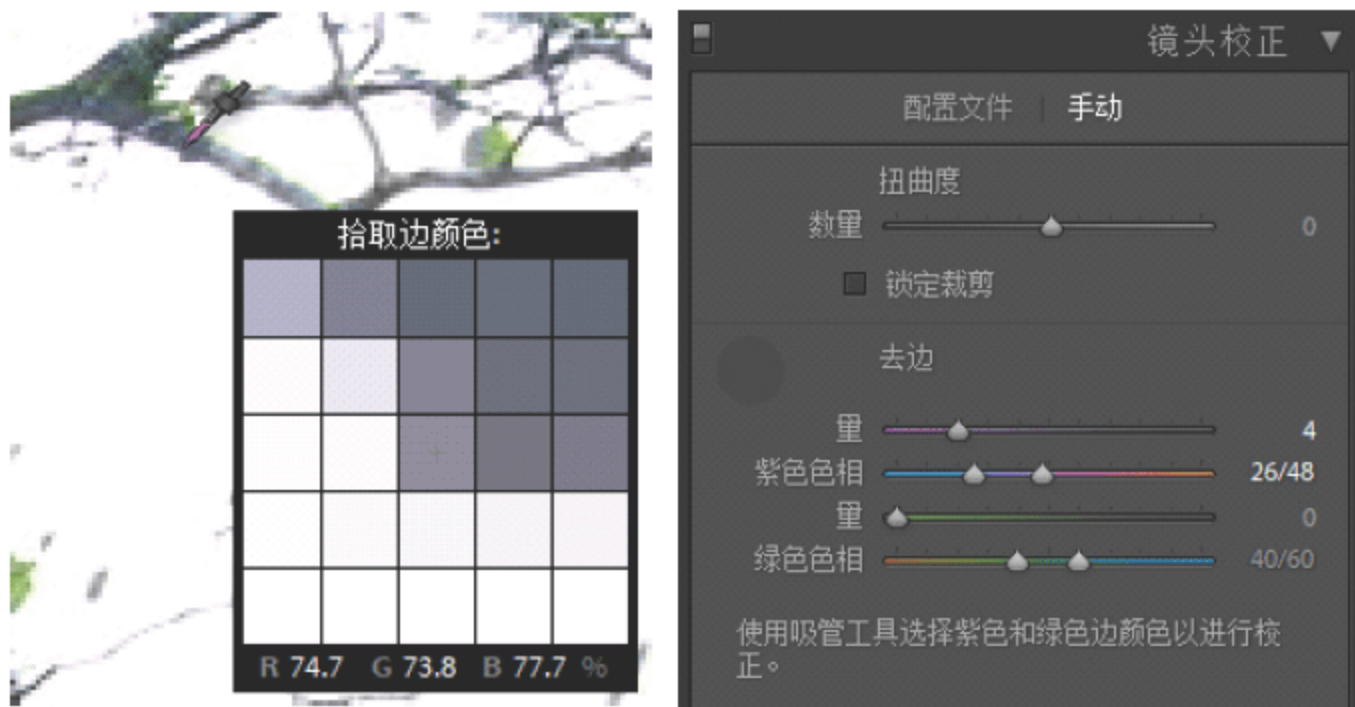 拾取边颜色:
R 74.7 G 73.8 B 77.7 %
镜头校正
配置文件 | 手动
扭曲度
数量 0
锁定裁剪
去边
量 4
紫色色相 26/48
量 0
绿色色相 40/60
使用吸管工具选择紫色和绿色边颜色以进行校
正。